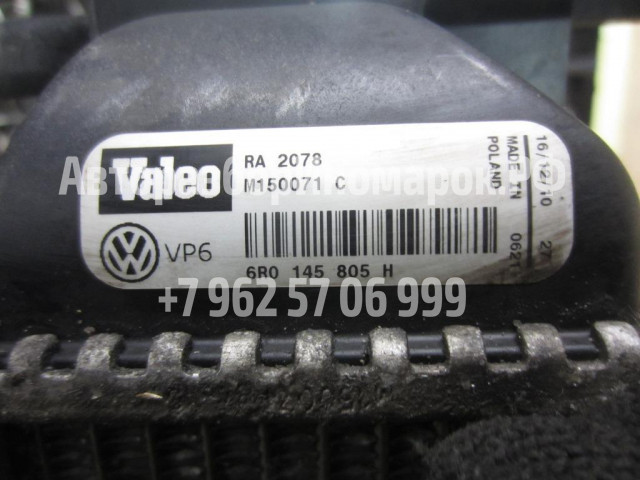 Valeo
RA 2078
M150071 C
VP6
6R0 145 805 H
MADE IN
POLAND
16/12/10
27
+7 962 57 06 999